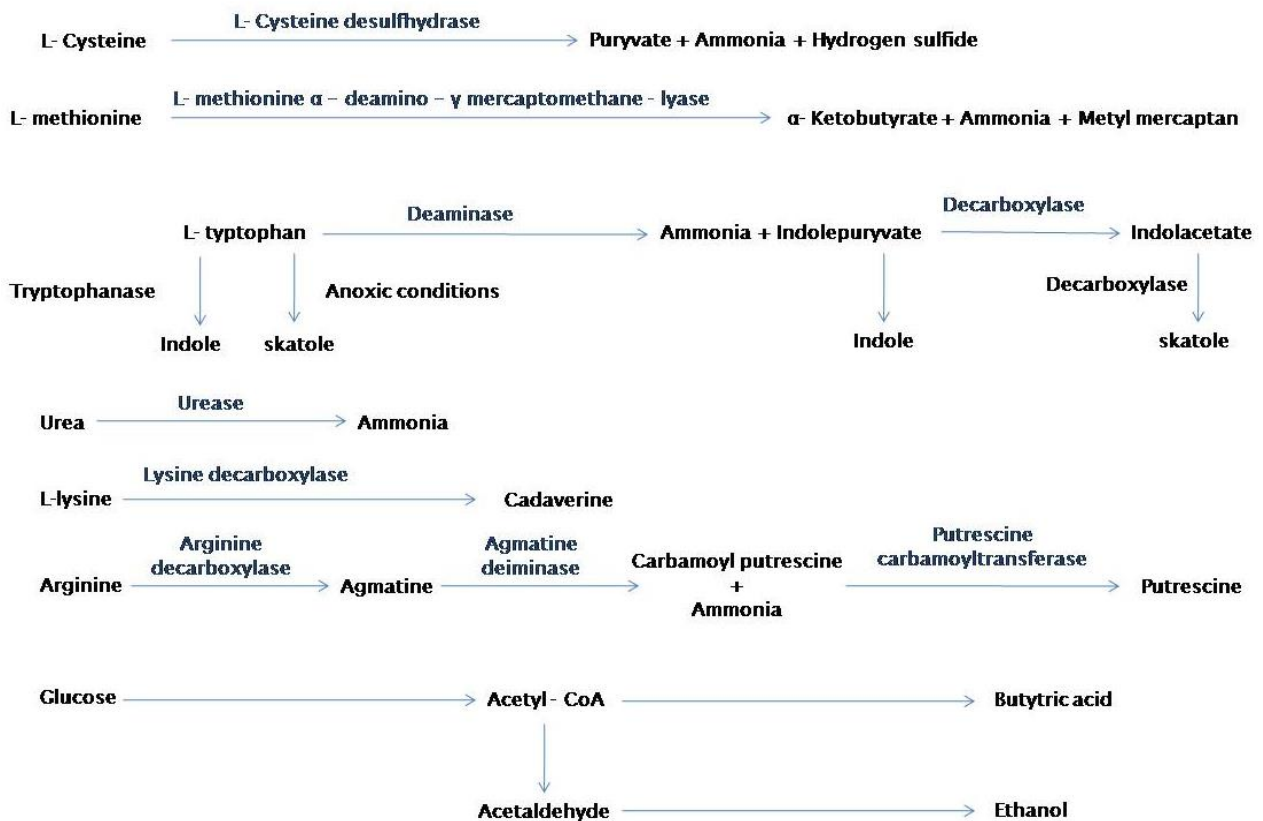 L- Cysteine desulfhydrase
L- Cysteine
Puryvate + Ammonia + Hydrogen sulfide
L- methionine α – deamino – γ mercaptomethane - lyase
L- methionine
α- Ketobutyrate + Ammonia + Metyl mercaptan
Deaminase
Decarboxylase
L- typtophan
Ammonia + Indolepuryvate
Indolacetate
Tryptophanase
Anoxic conditions
Decarboxylase
Indole
skatole
Indole
skatole
Urease
Urea
Ammonia
Lysine decarboxylase
L-lysine
Cadaverine
Arginine
decarboxylase
Agmatine
deiminase
Putrescine
carbamoyltransferase
Arginine
Agmatine
Carbamoyl putrescine
+
Ammonia
Putrescine
Glucose
Acetyl - CoA
Butytric acid
Acetaldehyde
Ethanol